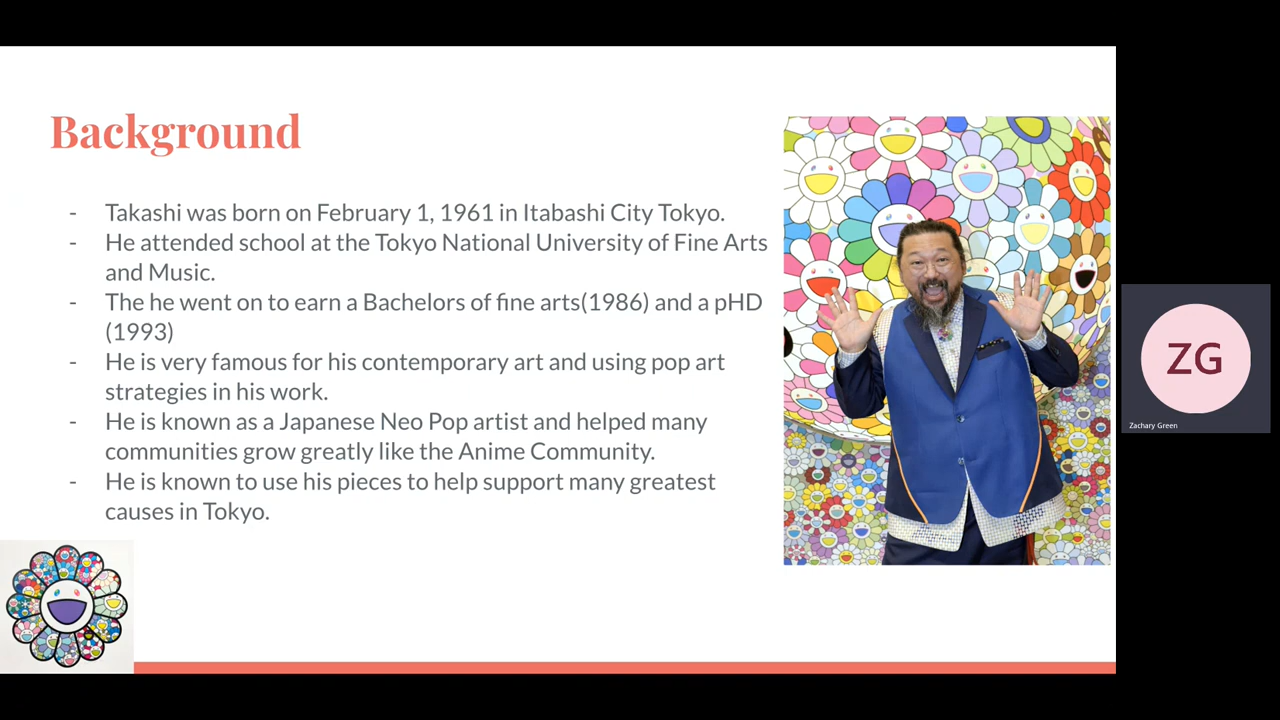 Background
- Takashi was born on February 1, 1961 in Itabashi City Tokyo.
- He attended school at the Tokyo National University of Fine Arts
and Music.
- The he went on to earn a Bachelors of fine arts(1986) and a pHD
(1993)
- He is very famous for his contemporary art and using pop art
strategies in his work.
- He is known as a Japanese Neo Pop artist and helped many
communities grow greatly like the Anime Community.
- He is known to use his pieces to help support many greatest
causes in Tokyo.
ZG
Zachary Green